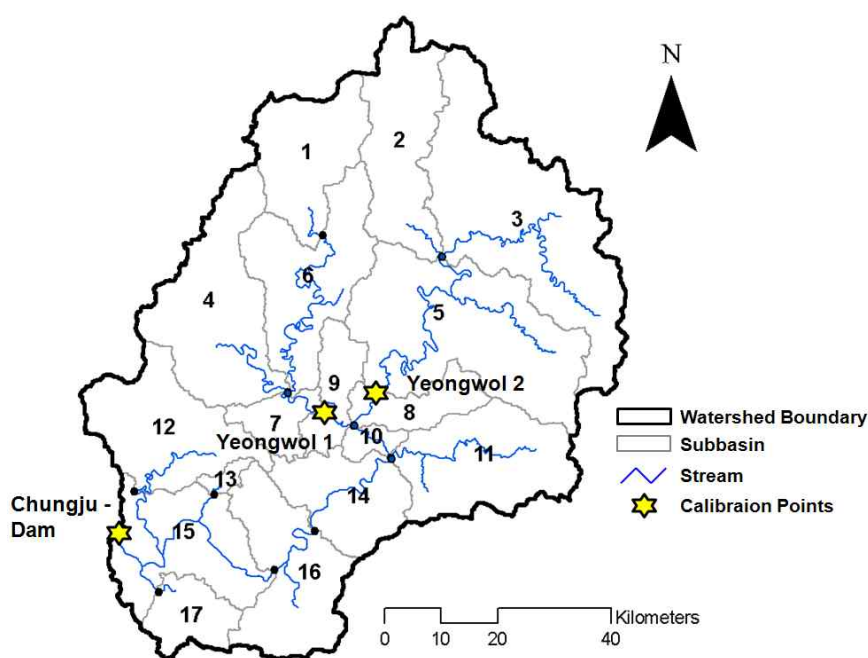 N
1
2
3
4
5
6
7
8
9
10
11
12
13
14
15
16
17
Yeongwol 2
Yeongwol 1
Chungju -
Dam
Watershed Boundary
Subbasin
Stream
Calibraion Points
Kilometers
0 10 20 40